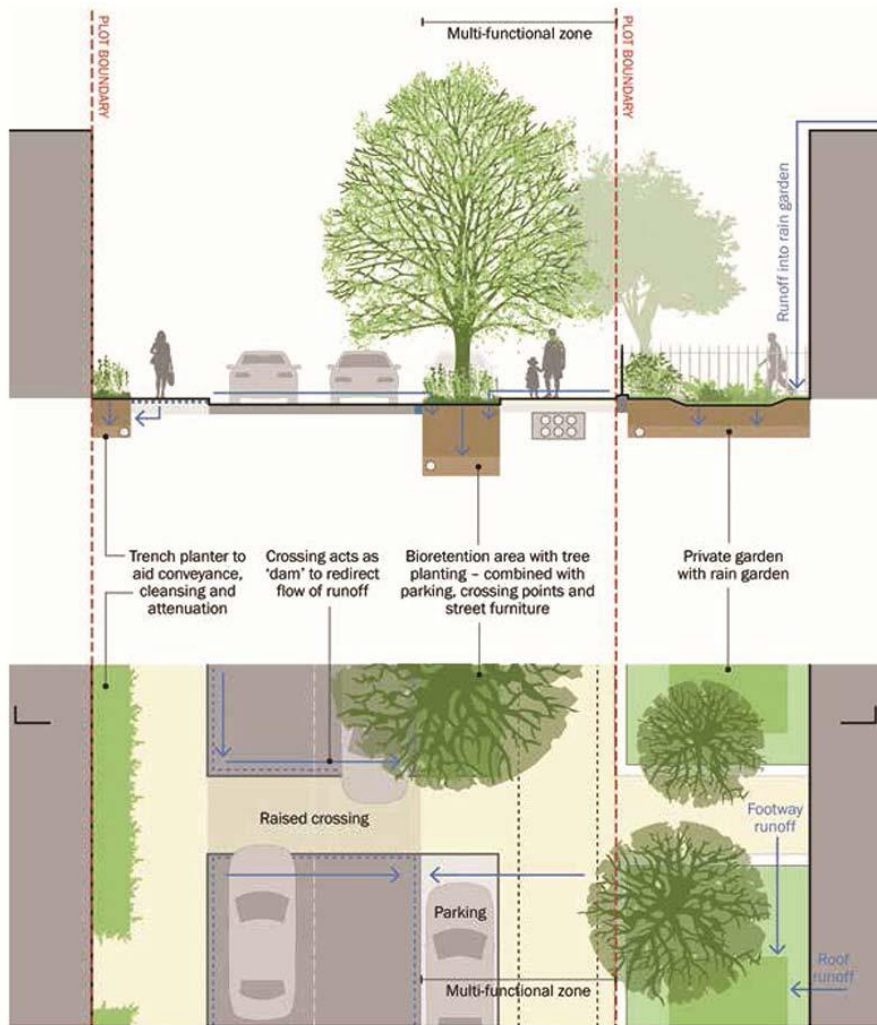 Multi-functional zone
PLOT BOUNDARY
PLOT BOUNDARY
Runoff into rain garden
Trench planter to
aid conveyance,
cleansing and
attenuation
Crossing acts as
'dam' to redirect
flow of runoff
Bioretention area with tree
planting – combined with
parking, crossing points and
street furniture
Private garden
with rain garden
Raised crossing
Footway
runoff
Parking
Roof
runoff
Multi-functional zone